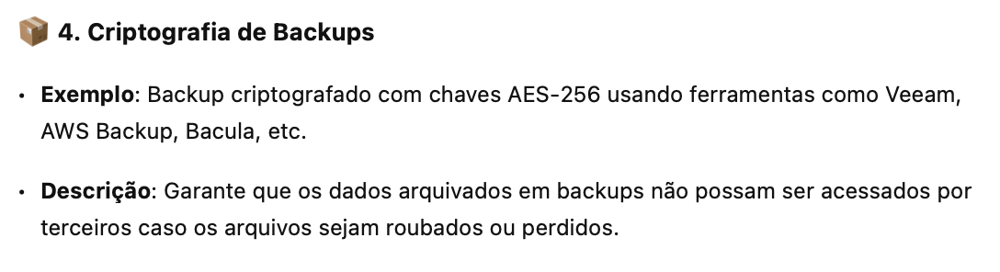 📦 4. Criptografia de Backups
• Exemplo: Backup criptografado com chaves AES-256 usando ferramentas como Veeam,
AWS Backup, Bacula, etc.
• Descrição: Garante que os dados arquivados em backups não possam ser acessados por
terceiros caso os arquivos sejam roubados ou perdidos.